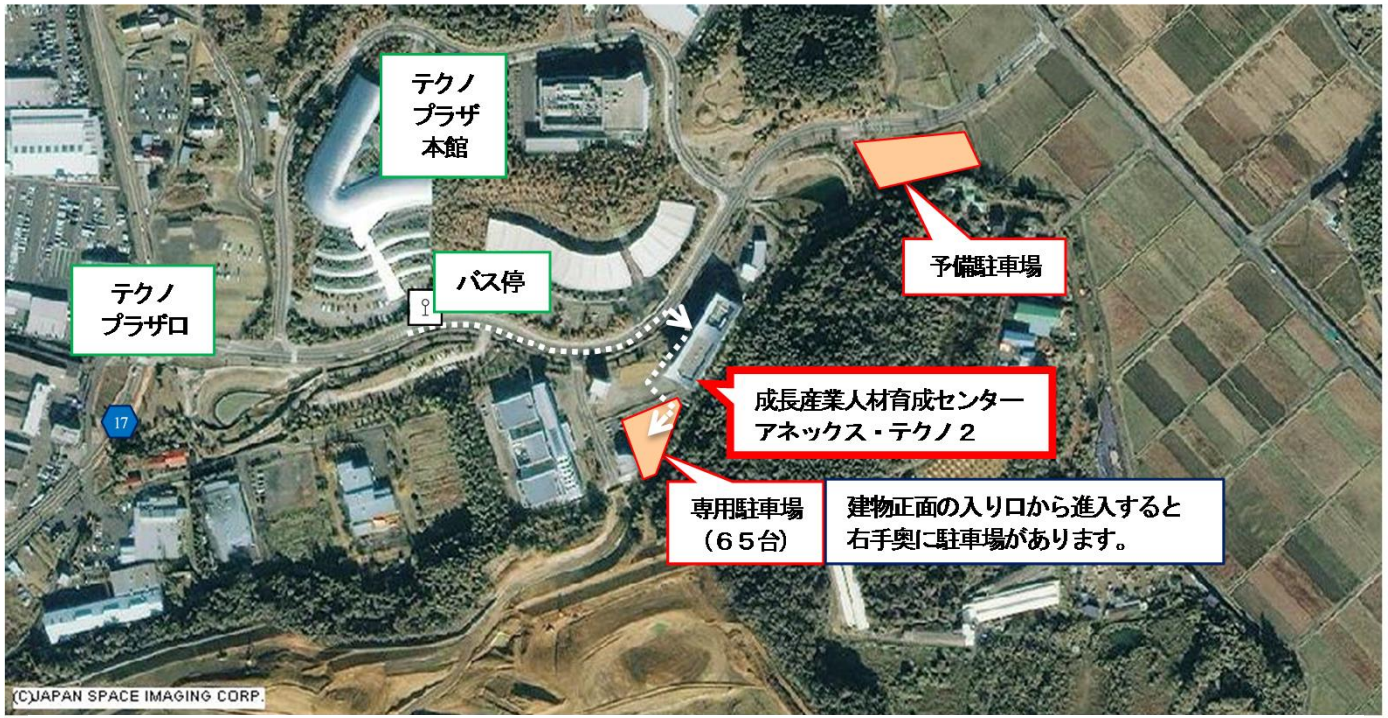 テクノ
プラザ
本館
バス停
予備駐車場
テクノ
プラザ口
17
成長産業人材育成センター
アネックス・テクノ２
専用駐車場
（６５台）
建物正面の入り口から進入すると
右手奥に駐車場があります。
(C)JAPAN SPACE IMAGING CORP.